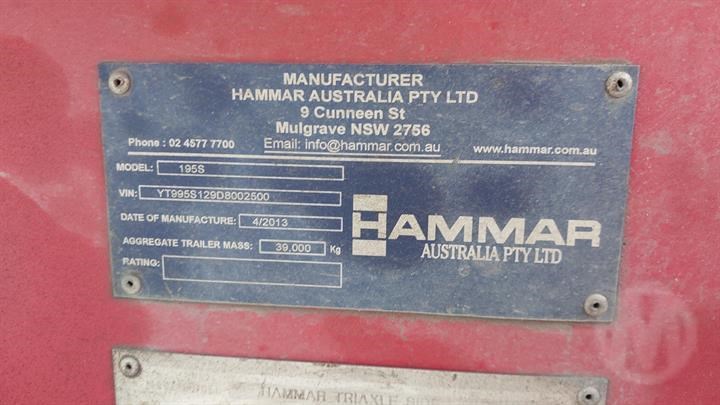 MANUFACTURER
HAMMAR AUSTRALIA PTY LTD
9 Cunneen St
Mulgrave NSW 2756
Phone : 02 4577 7700 Email: info@hammar.com.au www.hammar.com.au
MODEL: 195S
VIN: YT995S129D8002500
DATE OF MANUFACTURE: 4/2013
AGGREGATE TRAILER MASS: 39,000 Kg
RATING:
HAMMAR
AUSTRALIA PTY LTD
HAMMAR TRIAXLE